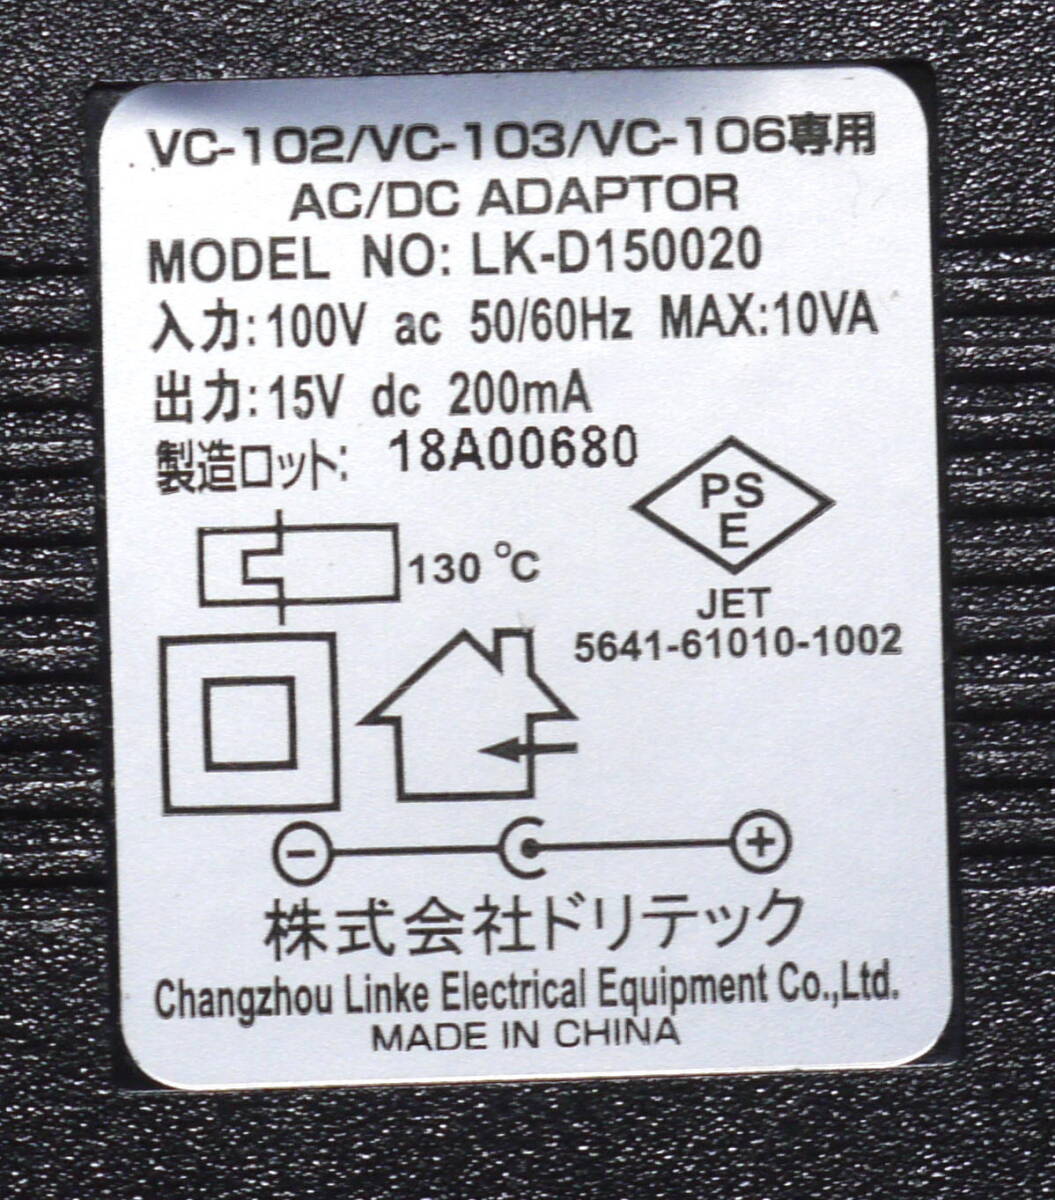 VC-102/VC-103/VC-106専用
AC/DC ADAPTOR
MODEL NO: LK-D150020
入力:100V ac 50/60Hz MAX:10VA
出力:15V dc 200mA
製造ロット: 18A00680
PS
E
130 °C
JET
5641-61010-1002
株式会社ドリテック
Changzhou Linke Electrical Equipment Co.,Ltd.
MADE IN CHINA